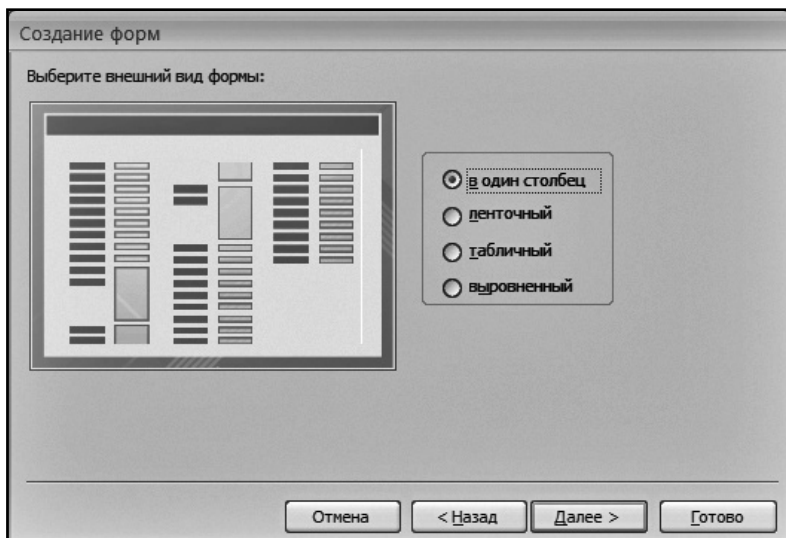 Создание форм
Выберите внешний вид формы:
в один столбец
ленточный
табличный
выровненный
Отмена
< Назад
Далее >
Готово